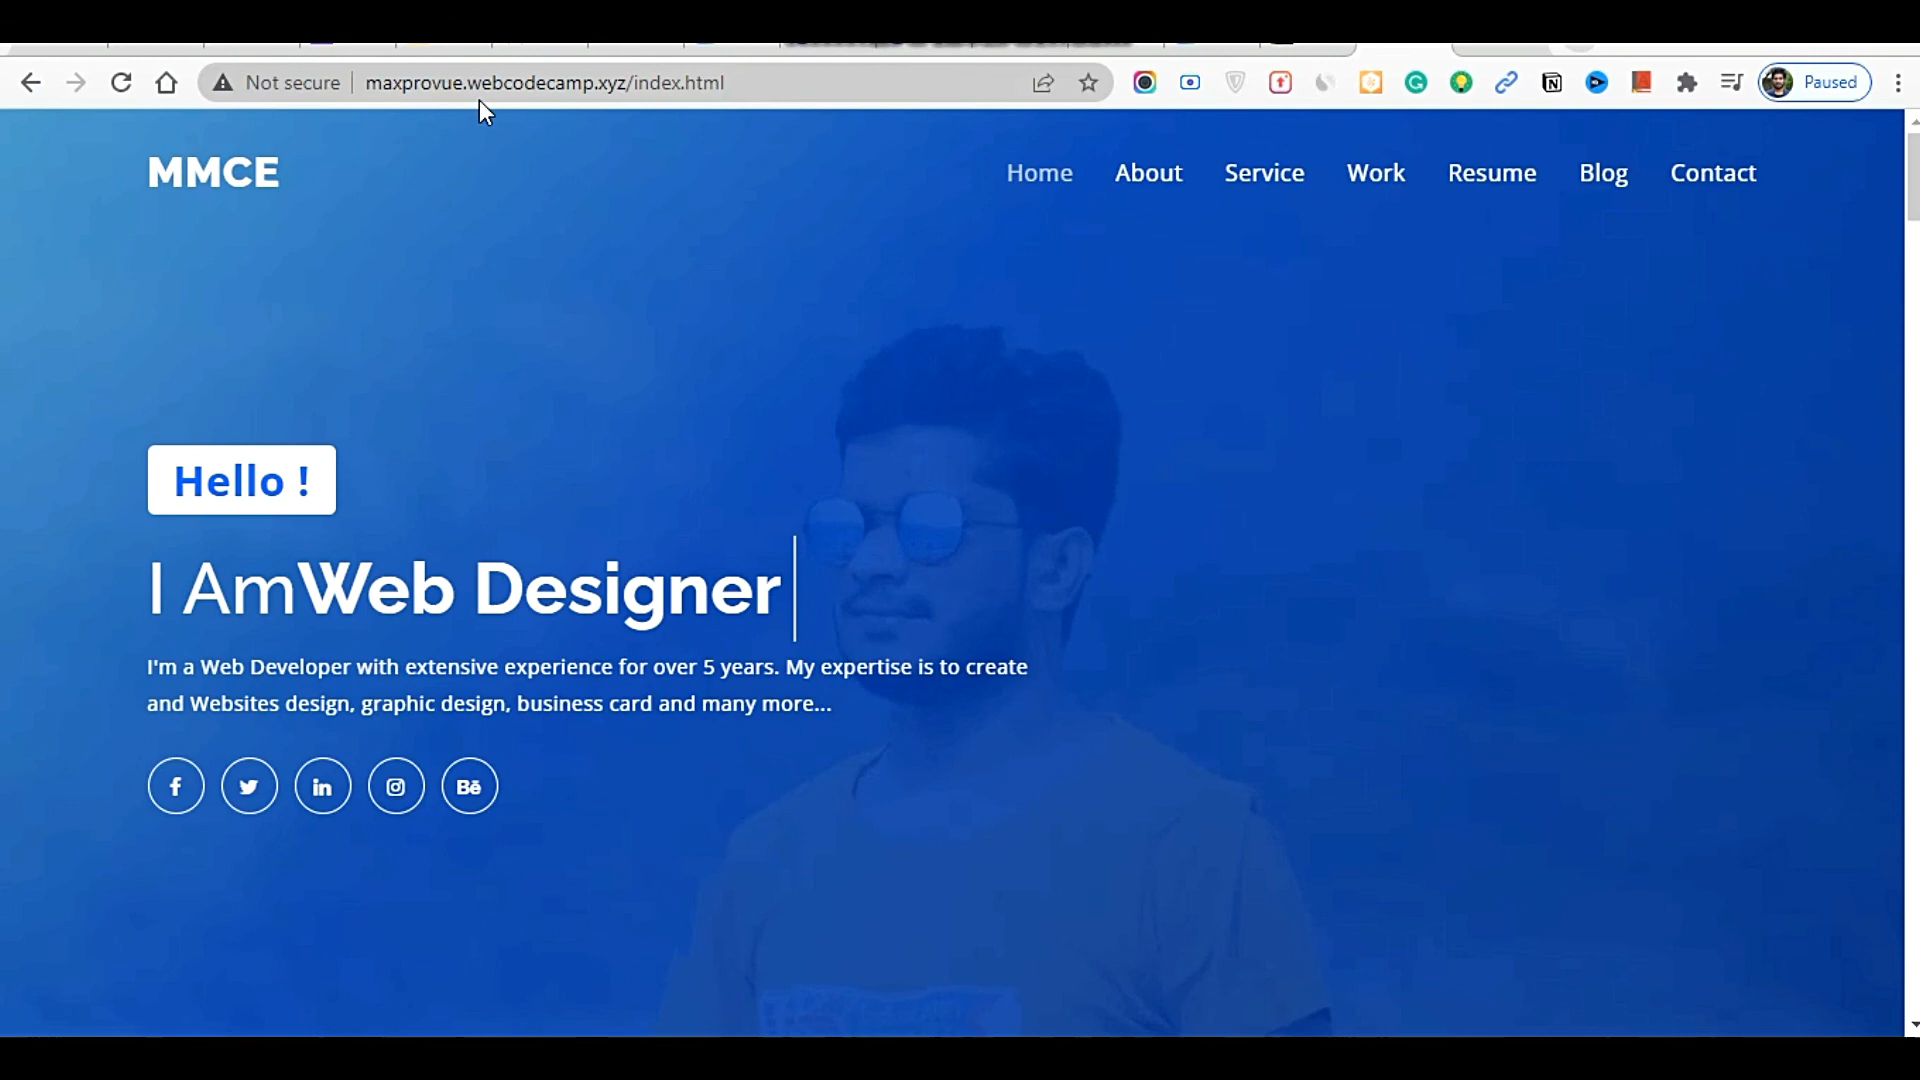 Not secure
maxprovue.webcodecamp.xyz/index.html
Paused
MMCE
Home
About
Service
Work
Resume
Blog
Contact
Hello !
I AmWeb Designer
I'm a Web Developer with extensive experience for over 5 years. My expertise is to create
and Websites design, graphic design, business card and many more...